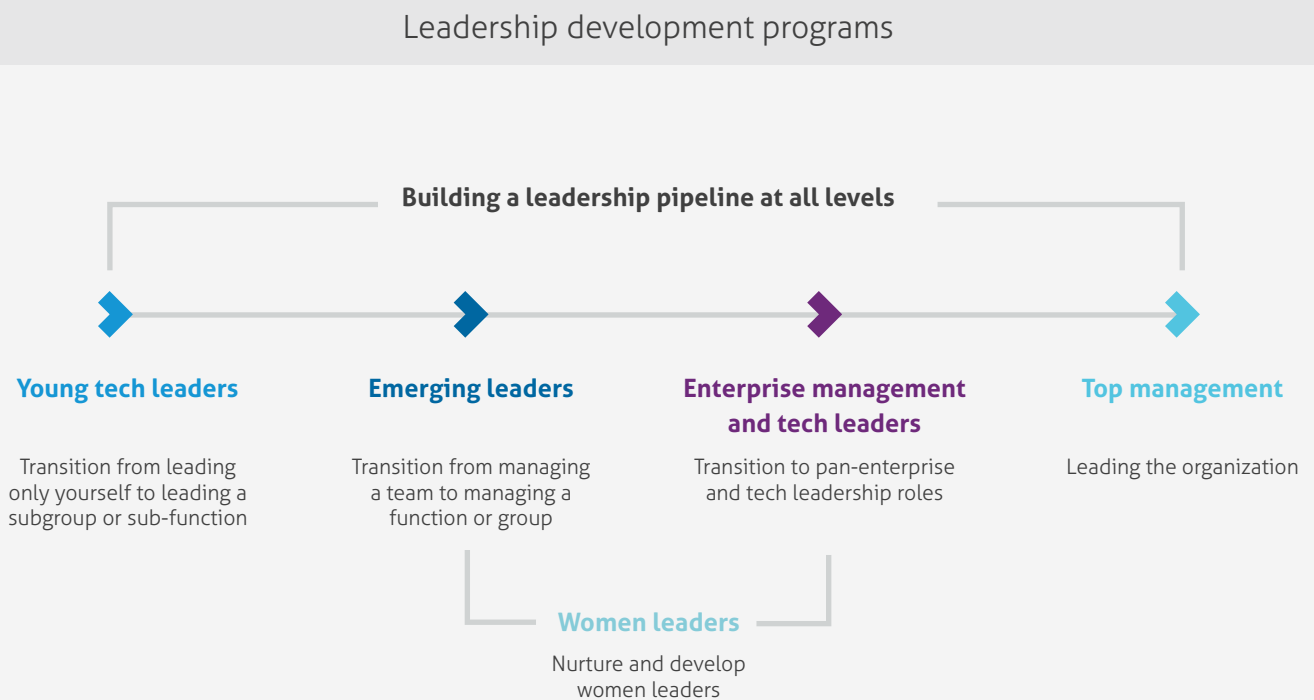 Leadership development programs
Building a leadership pipeline at all levels
Young tech leaders
Transition from leading
only yourself to leading a
subgroup or sub-function
Emerging leaders
Transition from managing
a team to managing a
function or group
Enterprise management
and tech leaders
Transition to pan-enterprise
and tech leadership roles
Top management
Leading the organization
Women leaders
Nurture and develop
women leaders